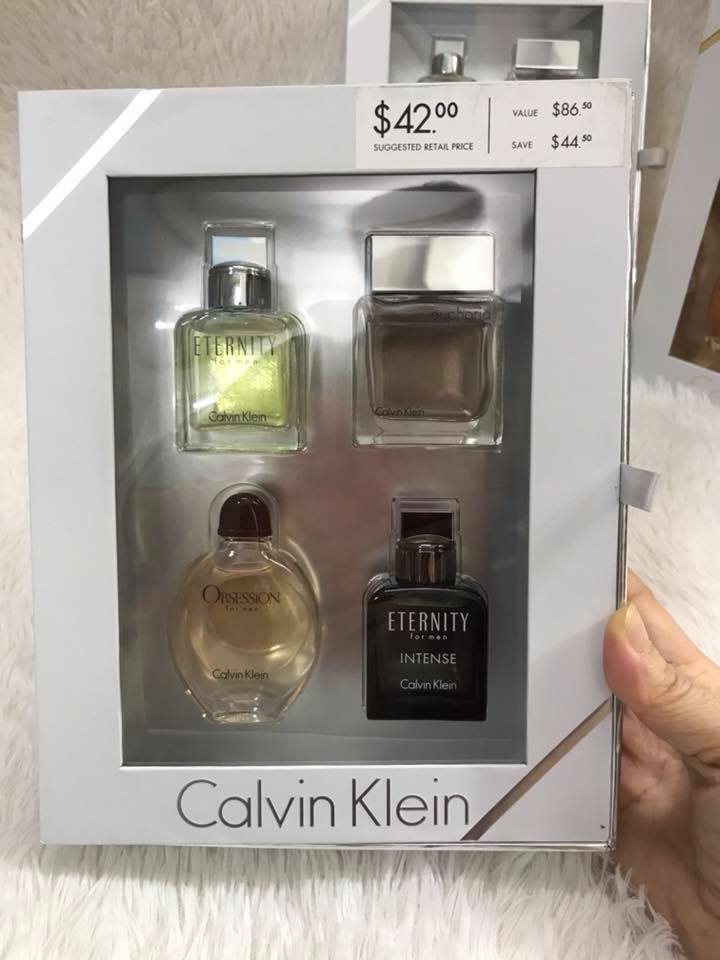 $42.00
SUGGESTED RETAIL PRICE
VALUE $86.50
SAVE $44.50
ETERNITY
for men
Calvin Klein
euphoria
Calvin Klein
OBSESSION
for men
Calvin Klein
ETERNITY
for men
INTENSE
Calvin Klein
Calvin Klein